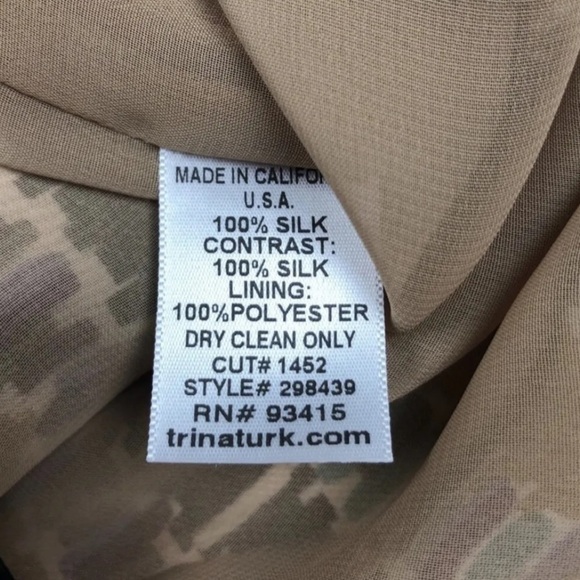 MADE IN
U.S.A.
100% SILK
CONTRAST:
100% SILK
LINING:
100%POLYESTER
DRY CLEAN ONLY
CUT# 1452
STYLE# 298439
RN# 93415
trinaturk.com